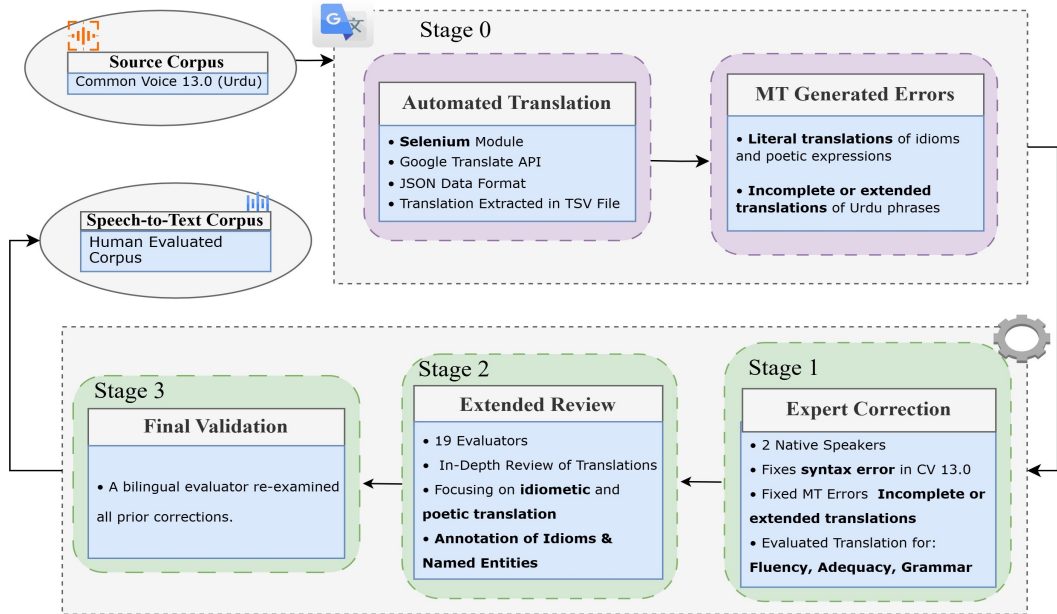 Source Corpus
Common Voice 13.0 (Urdu)
G 文
Stage 0
Automated Translation
• Selenium Module
• Google Translate API
• JSON Data Format
• Translation Extracted in TSV File
MT Generated Errors
• Literal translations of idioms
and poetic expressions
• Incomplete or extended
translations of Urdu phrases
Stage 1
Expert Correction
• 2 Native Speakers
• Fixes syntax error in CV 13.0
• Fixed MT Errors Incomplete or
extended translations
• Evaluated Translation for:
Fluency, Adequacy, Grammar
Stage 2
Extended Review
• 19 Evaluators
• In-Depth Review of Translations
• Focusing on idiometic and
poetic translation
• Annotation of Idioms &
Named Entities
Stage 3
Final Validation
• A bilingual evaluator re-examined
all prior corrections.
Speech-to-Text Corpus
Human Evaluated
Corpus